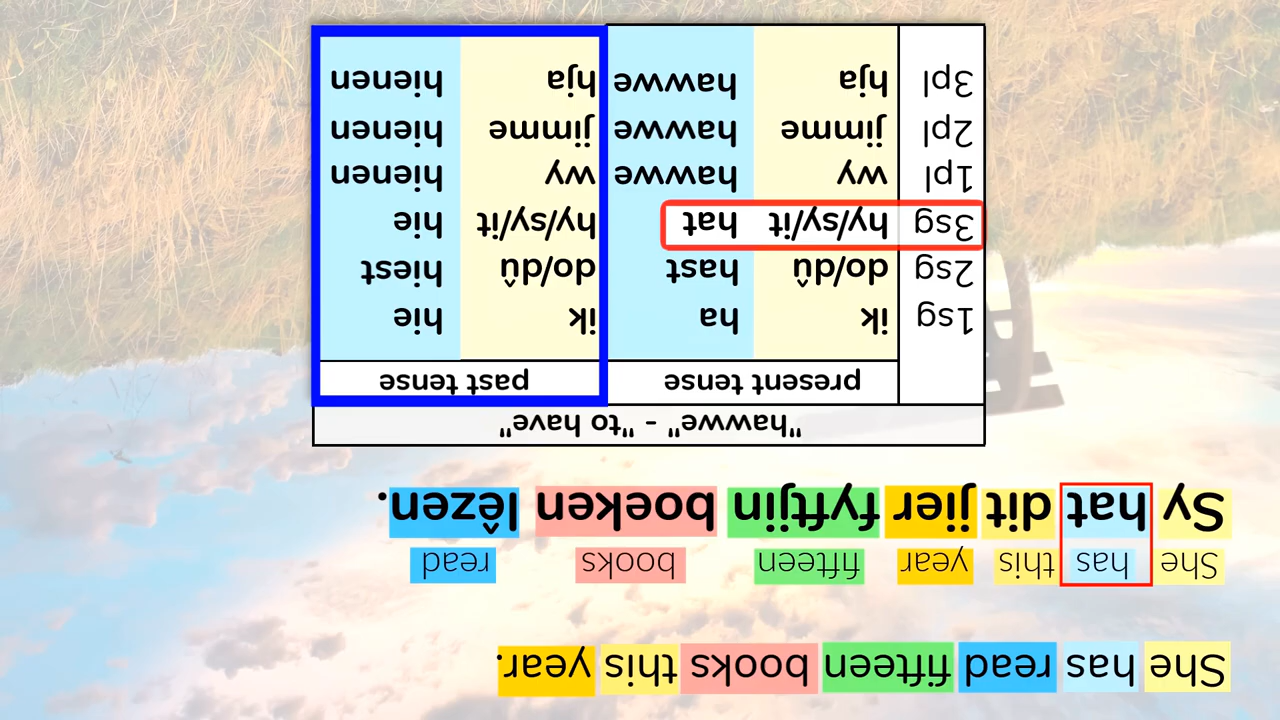 She has read fifteen books this year.
She has this year fifteen books read
Sy hat dit jier fyftjin boeken lêzen.
"hawwe" - "to have"
present tense past tense
1sg ik ha ik hie
2sg do/dû hast do/dû hiest
3sg hy/sy/it hat hy/sy/it hie
1pl wy hawwe wy hienen
2pl jimme hawwe jimme hienen
3pl hja hawwe hja hienen